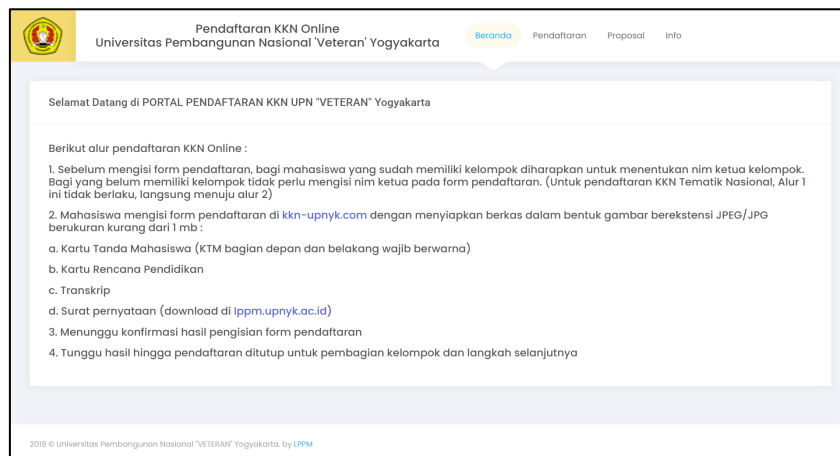 Pendaftaran KKN Online
Universitas Pembangunan Nasional 'Veteran' Yogyakarta
Beranda Pendaftaran Proposal Info
Selamat Datang di PORTAL PENDAFTARAN KKN UPN "VETERAN" Yogyakarta
Berikut alur pendaftaran KKN Online :
1. Sebelum mengisi form pendaftaran, bagi mahasiswa yang sudah memiliki kelompok diharapkan untuk menentukan nim ketua kelompok.
Bagi yang belum memiliki kelompok tidak perlu mengisi nim ketua pada form pendaftaran. (Untuk pendaftaran KKN Tematik Nasional, Alur 1
ini tidak berlaku, langsung menuju alur 2)
2. Mahasiswa mengisi form pendaftaran di kkn-upnyk.com dengan menyiapkan berkas dalam bentuk gambar berekstensi JPEG/JPG
berukuran kurang dari 1 mb :
a. Kartu Tanda Mahasiswa (KTM bagian depan dan belakang wajib berwarna)
b. Kartu Rencana Pendidikan
c. Transkrip
d. Surat pernyataan (download di lppm.upnyk.ac.id)
3. Menunggu konfirmasi hasil pengisian form pendaftaran
4. Tunggu hasil hingga pendaftaran ditutup untuk pembagian kelompok dan langkah selanjutnya
2019 © Universitas Pembangunan Nasional "VETERAN" Yogyakarta. by LPPM